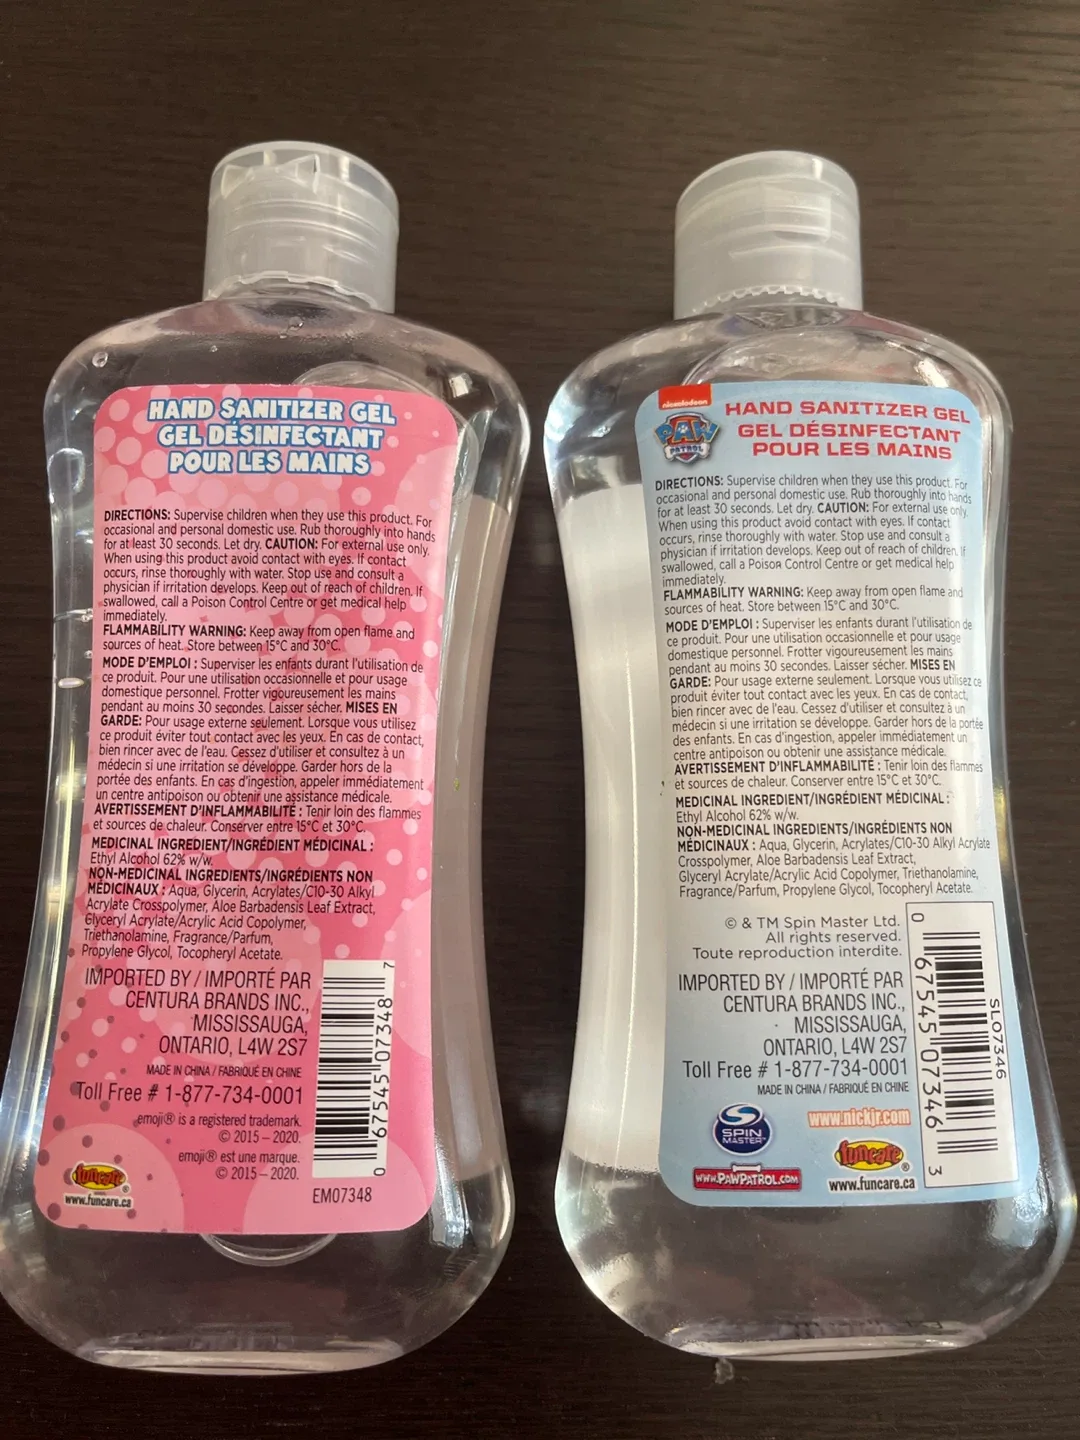 HAND SANITIZER GEL
GEL DÉSINFECTANT
POUR LES MAINS
DIRECTIONS: Supervise children when they use this product. For
occasional and personal domestic use. Rub thoroughly into hands
for at least 30 seconds. Let dry. CAUTION: For external use only.
When using this product avoid contact with eyes. If contact
occurs, rinse thoroughly with water. Stop use and consult a
physician if irritation develops. Keep out of reach of children. If
swallowed, call a Poison Control Centre or get medical help
immediately.
FLAMMABILITY WARNING: Keep away from open flame and
sources of heat. Store between 15°C and 30°C.
MODE D'EMPLOI : Superviser les enfants durant l'utilisation de
ce produit. Pour une utilisation occasionnelle et pour usage
domestique personnel. Frotter vigoureusement les mains
pendant au moins 30 secondes. Laisser sécher. MISES EN
GARDE: Pour usage externe seulement. Lorsque vous utilisez
ce produit éviter tout contact avec les yeux. En cas de contact,
bien rincer avec de l'eau. Cessez d'utiliser et consultez à un
médecin si une irritation se développe. Garder hors de la
portée des enfants. En cas d'ingestion, appeler immédiatement
un centre antipoison ou obtenir une assistance médicale.
AVERTISSEMENT D'INFLAMMABILITÉ : Tenir loin des flammes
et sources de chaleur. Conserver entre 15°C et 30°C.
MEDICINAL INGREDIENT/INGRÉDIENT MÉDICINAL :
Ethyl Alcohol 62% w/w.
NON-MEDICINAL INGREDIENTS/INGRÉDIENTS NON
MÉDICINAUX : Aqua, Glycerin, Acrylates/C10-30 Alkyl
Acrylate Crosspolymer, Aloe Barbadensis Leaf Extract,
Glyceryl Acrylate/Acrylic Acid Copolymer,
Triethanolamine, Fragrance/Parfum,
Propylene Glycol, Tocopheryl Acetate.
IMPORTED BY / IMPORTÉ PAR
CENTURA BRANDS INC.,
MISSISSAUGA,
ONTARIO, L4W 2S7
MADE IN CHINA / FABRIQUÉ EN CHINE
Toll Free # 1-877-734-0001
emoji® is a registered trademark.
© 2015 – 2020.
emoji® est une marque.
© 2015 – 2020.
funcare®
www.funcare.ca
0 67545 07348 7
EM07348
nickelodeon
PAW
PATROL
HAND SANITIZER GEL
GEL DÉSINFECTANT
POUR LES MAINS
DIRECTIONS: Supervise children when they use this product. For
occasional and personal domestic use. Rub thoroughly into hands
for at least 30 seconds. Let dry. CAUTION: For external use only.
When using this product avoid contact with eyes. If contact
occurs, rinse thoroughly with water. Stop use and consult a
physician if irritation develops. Keep out of reach of children. If
swallowed, call a Poison Control Centre or get medical help
immediately.
FLAMMABILITY WARNING: Keep away from open flame and
sources of heat. Store between 15°C and 30°C.
MODE D'EMPLOI : Superviser les enfants durant l'utilisation de
ce produit. Pour une utilisation occasionnelle et pour usage
domestique personnel. Frotter vigoureusement les mains
pendant au moins 30 secondes. Laisser sécher. MISES EN
GARDE: Pour usage externe seulement. Lorsque vous utilisez ce
produit éviter tout contact avec les yeux. En cas de contact,
bien rincer avec de l'eau. Cessez d'utiliser et consultez à un
médecin si une irritation se développe. Garder hors de la portée
des enfants. En cas d'ingestion, appeler immédiatement un
centre antipoison ou obtenir une assistance médicale.
AVERTISSEMENT D'INFLAMMABILITÉ : Tenir loin des flammes
et sources de chaleur. Conserver entre 15°C et 30°C.
MEDICINAL INGREDIENT/INGRÉDIENT MÉDICINAL :
Ethyl Alcohol 62% w/w.
NON-MEDICINAL INGREDIENTS/INGRÉDIENTS NON
MÉDICINAUX : Aqua, Glycerin, Acrylates/C10-30 Alkyl Acrylate
Crosspolymer, Aloe Barbadensis Leaf Extract,
Glyceryl Acrylate/Acrylic Acid Copolymer, Triethanolamine,
Fragrance/Parfum, Propylene Glycol, Tocopheryl Acetate.
© & TM Spin Master Ltd.
All rights reserved.
Toute reproduction interdite.
IMPORTED BY / IMPORTÉ PAR
CENTURA BRANDS INC.,
MISSISSAUGA,
ONTARIO, L4W 2S7
Toll Free # 1-877-734-0001
MADE IN CHINA / FABRIQUÉ EN CHINE
SPIN
MASTER™
www.nickjr.com
funcare®
www.PAWPATROL.com
www.funcare.ca
0 67545 07346 3
SLO7346